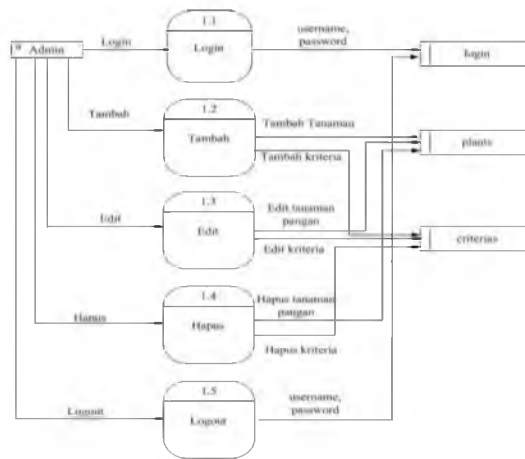 Admin
Login
1.1
Login
username,
password
login
Tambah
1.2
Tambah
Tambah Tanaman
Tambah kriteria
plants
Edit
1.3
Edit
Edit tanaman
pangan
Edit kriteria
criterias
Hapus
1.4
Hapus
Hapus tanaman
pangan
Hapus kriteria
Logout
1.5
Logout
username,
password